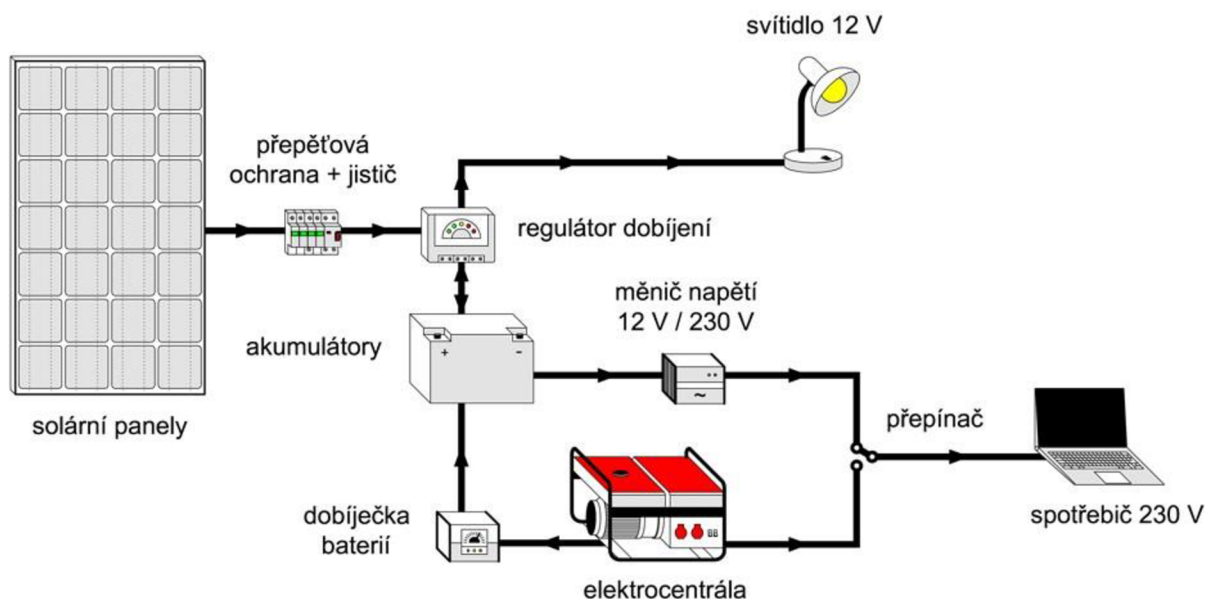 svítidlo 12 V
přepěťová
ochrana + jistič
regulátor dobíjení
měnič napětí
12 V / 230 V
akumulátory
+ -
~
solární panely
přepínač
dobíječka
baterií
spotřebič 230 V
elektrocentrála